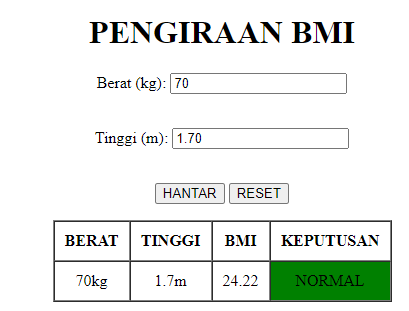 PENGIRAAN BMI
Berat (kg): 70
Tinggi (m): 1.70
HANTAR RESET
BERAT TINGGI BMI KEPUTUSAN
70kg 1.7m 24.22 NORMAL